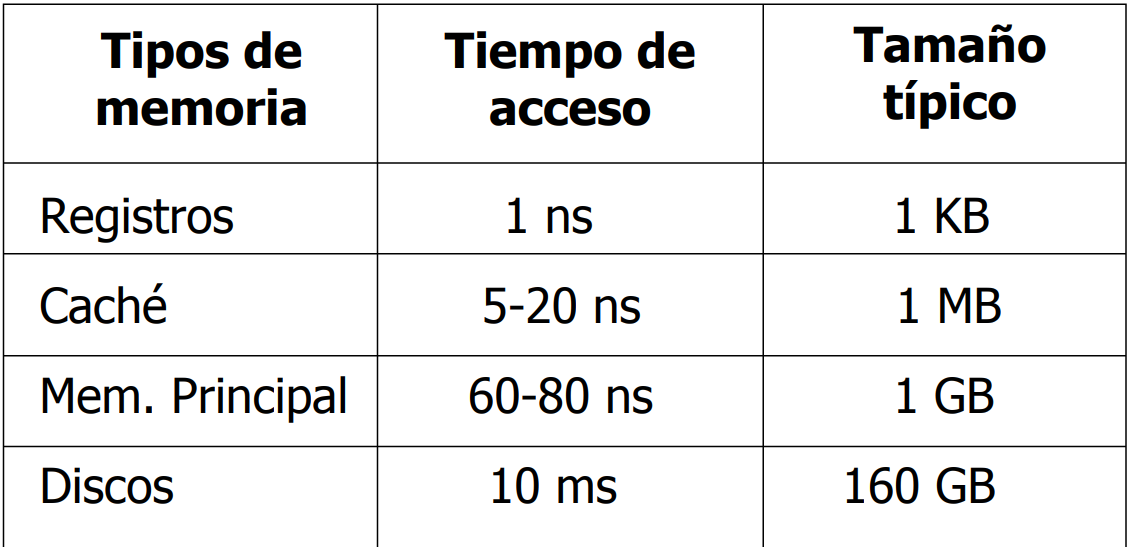 Tipos de memoria Tiempo de acceso Tamaño típico
Registros 1 ns 1 KB
Caché 5-20 ns 1 MB
Mem. Principal 60-80 ns 1 GB
Discos 10 ms 160 GB